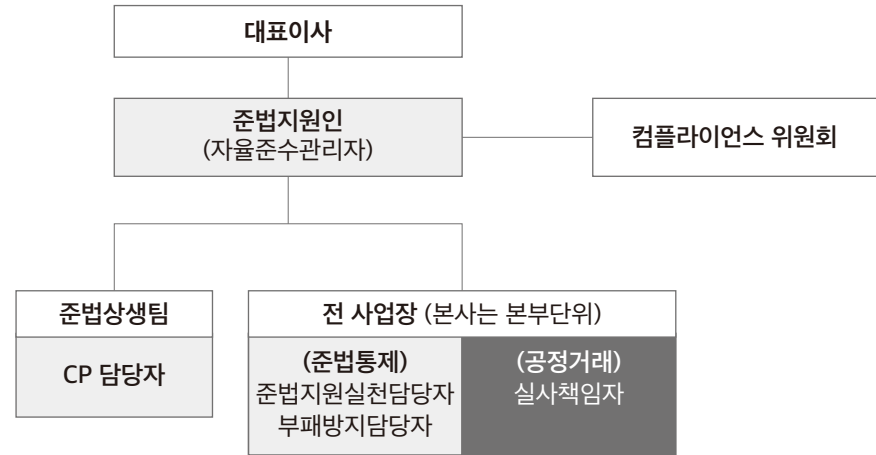 대표이사
준법지원인
(자율준수관리자)
컴플라이언스 위원회
준법상생팀
CP 담당자
전 사업장 (본사는 본부단위)
(준법통제)
준법지원실천담당자
부패방지담당자
(공정거래)
실사책임자